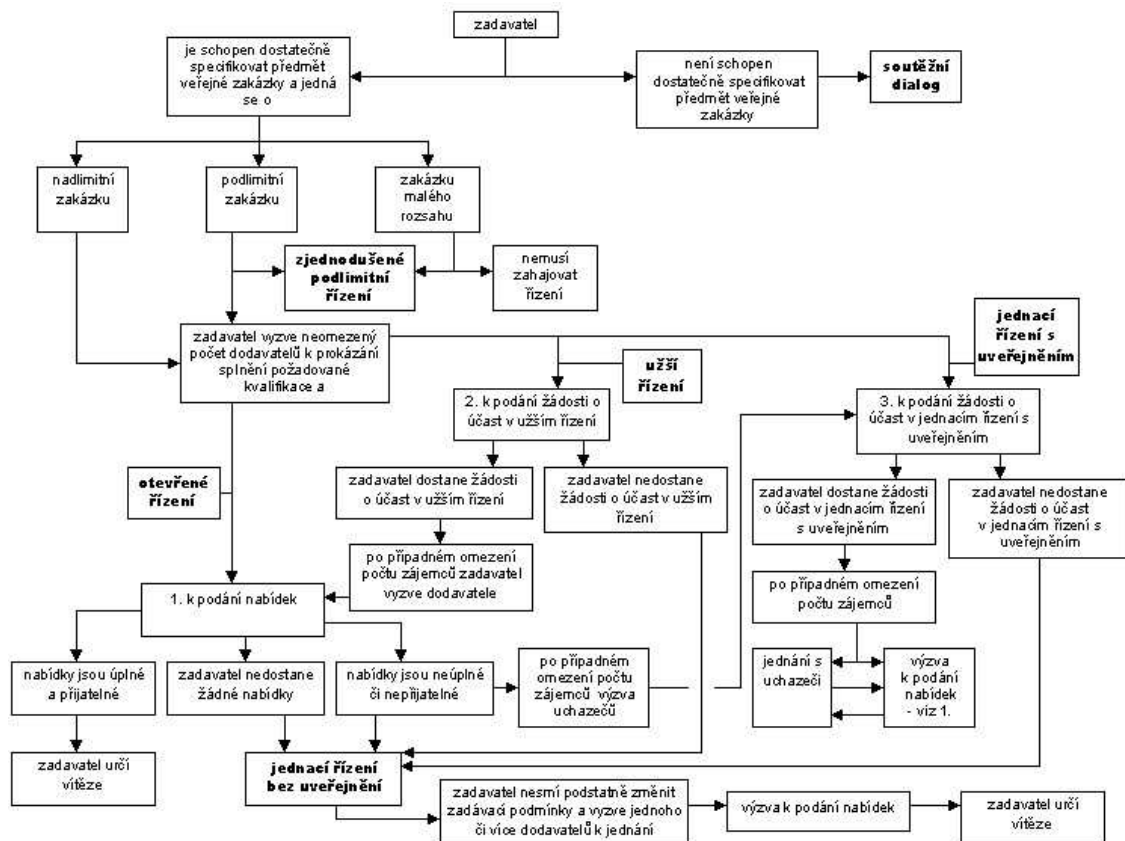 zadavatel
je schopen dostatečně
specifikovat předmět
veřejné zakázky a jedná
se o
není schopen
dostatečně specifikovat
předmět veřejné
zakázky
soutěžní
dialog
nadlimitní
zakázku
podlimitní
zakázku
zakázku
malého
rozsahu
zjednodušené
podlimitní
řízení
nemusí
zahajovat
řízení
zadavatel vyzve neomezený
počet dodavatelů k prokázání
splnění požadované
kvalifikace a
užší
řízení
jednací
řízení s
uveřejněním
2. k podání žádosti o
účast v užším řízení
3. k podání žádosti o
účast v jednacím řízení s
uveřejněním
otevřené
řízení
zadavatel dostane žádosti
o účast v užším řízení
zadavatel nedostane
žádosti o účast v užším
řízení
zadavatel dostane žádosti
o účast v jednacím řízení
s uveřejněním
zadavatel nedostane
žádosti o účast
v jednacím řízení s
uveřejněním
po případném omezení
počtu zájemců zadavatel
vyzve dodavatele
po případném omezení
počtu zájemců
1. k podání nabídek
nabídky jsou úplné
a přijatelné
zadavatel nedostane
žádné nabídky
nabídky jsou neúplné
či nepřijatelné
po případném
omezení počtu
zájemců výzva
uchazečů
jednání s
uchazeči
výzva
k podání
nabídek
- viz 1.
zadavatel určí
vítěze
jednací řízení
bez uveřejnění
zadavatel nesmí podstatně změnit
zadávací podmínky a vyzve jednoho
či více dodavatelů k jednání
výzva k podání nabídek
zadavatel určí
vítěze